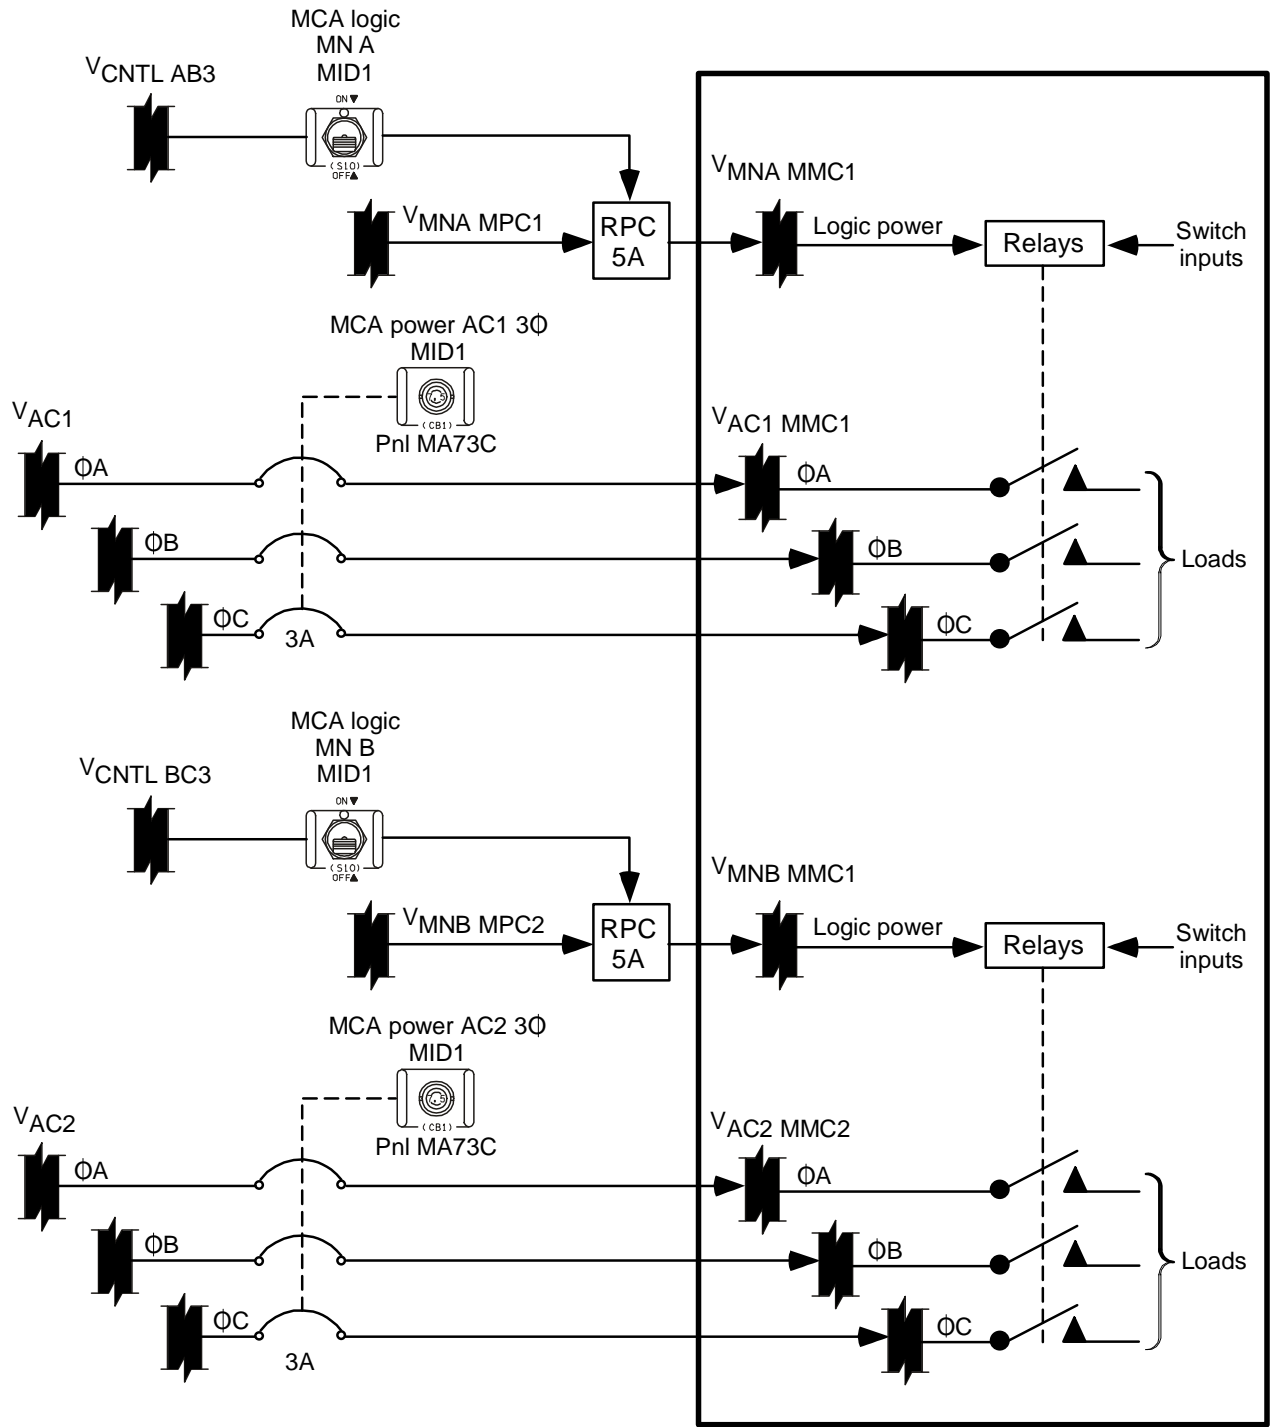 MCA logic
MN A
MID1
VCNTL AB3
ON
(S10)
OFF
VMNA MPC1
RPC
5A
VMNA MMC1
Logic power
Relays
Switch
inputs
MCA power AC1 3Φ
MID1
(CB1)
Pnl MA73C
VAC1
ΦA
ΦB
ΦC
3A
VAC1 MMC1
ΦA
ΦB
ΦC
Loads
MCA logic
MN B
MID1
VCNTL BC3
ON
(S10)
OFF
VMNB MPC2
RPC
5A
VMNB MMC1
Logic power
Relays
Switch
inputs
MCA power AC2 3Φ
MID1
(CB1)
Pnl MA73C
VAC2
ΦA
ΦB
ΦC
3A
VAC2 MMC2
ΦA
ΦB
ΦC
Loads